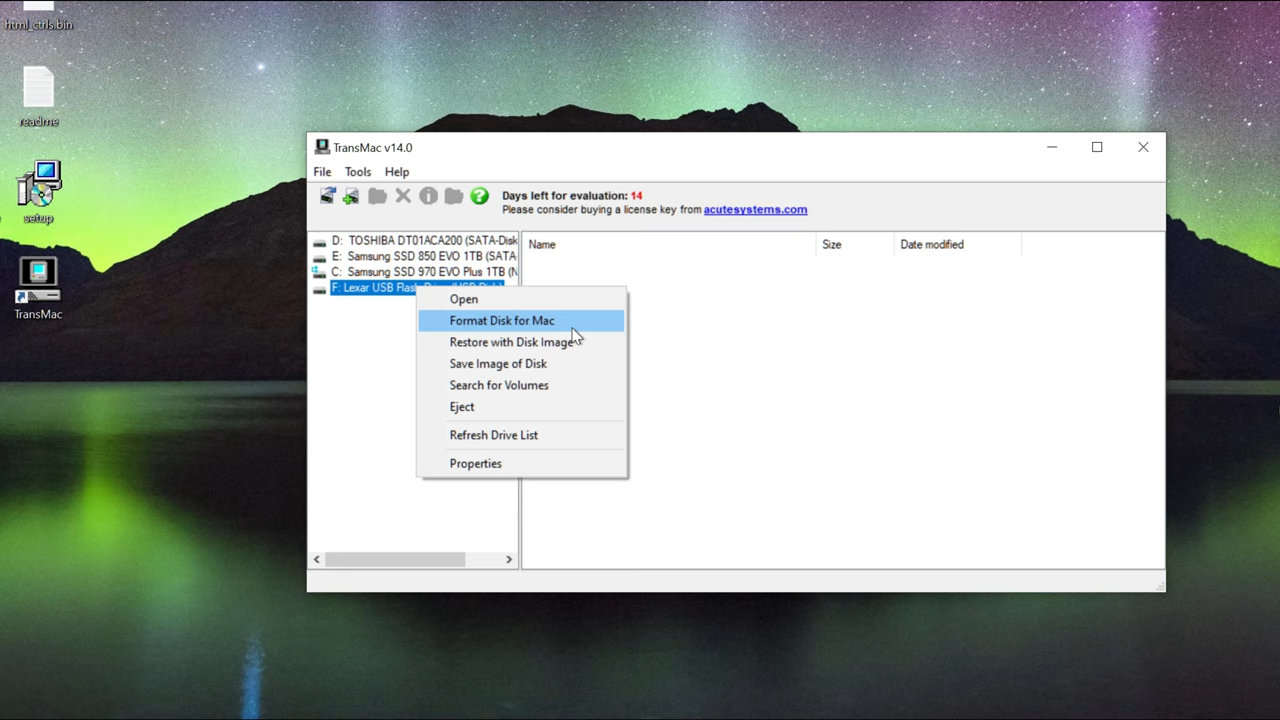 html_ctrls.bin
readme
setup
TransMac
TransMac v14.0
File Tools Help
Days left for evaluation: 14
Please consider buying a license key from acutesystems.com
D: TOSHIBA DT01ACA200 (SATA-Disk
E: Samsung SSD 850 EVO 1TB (SATA-
C: Samsung SSD 970 EVO Plus 1TB (N
F: Lexar USB Flash Drive (USB-Disk)
Name Size Date modified
Open
Format Disk for Mac
Restore with Disk Image
Save Image of Disk
Search for Volumes
Eject
Refresh Drive List
Properties